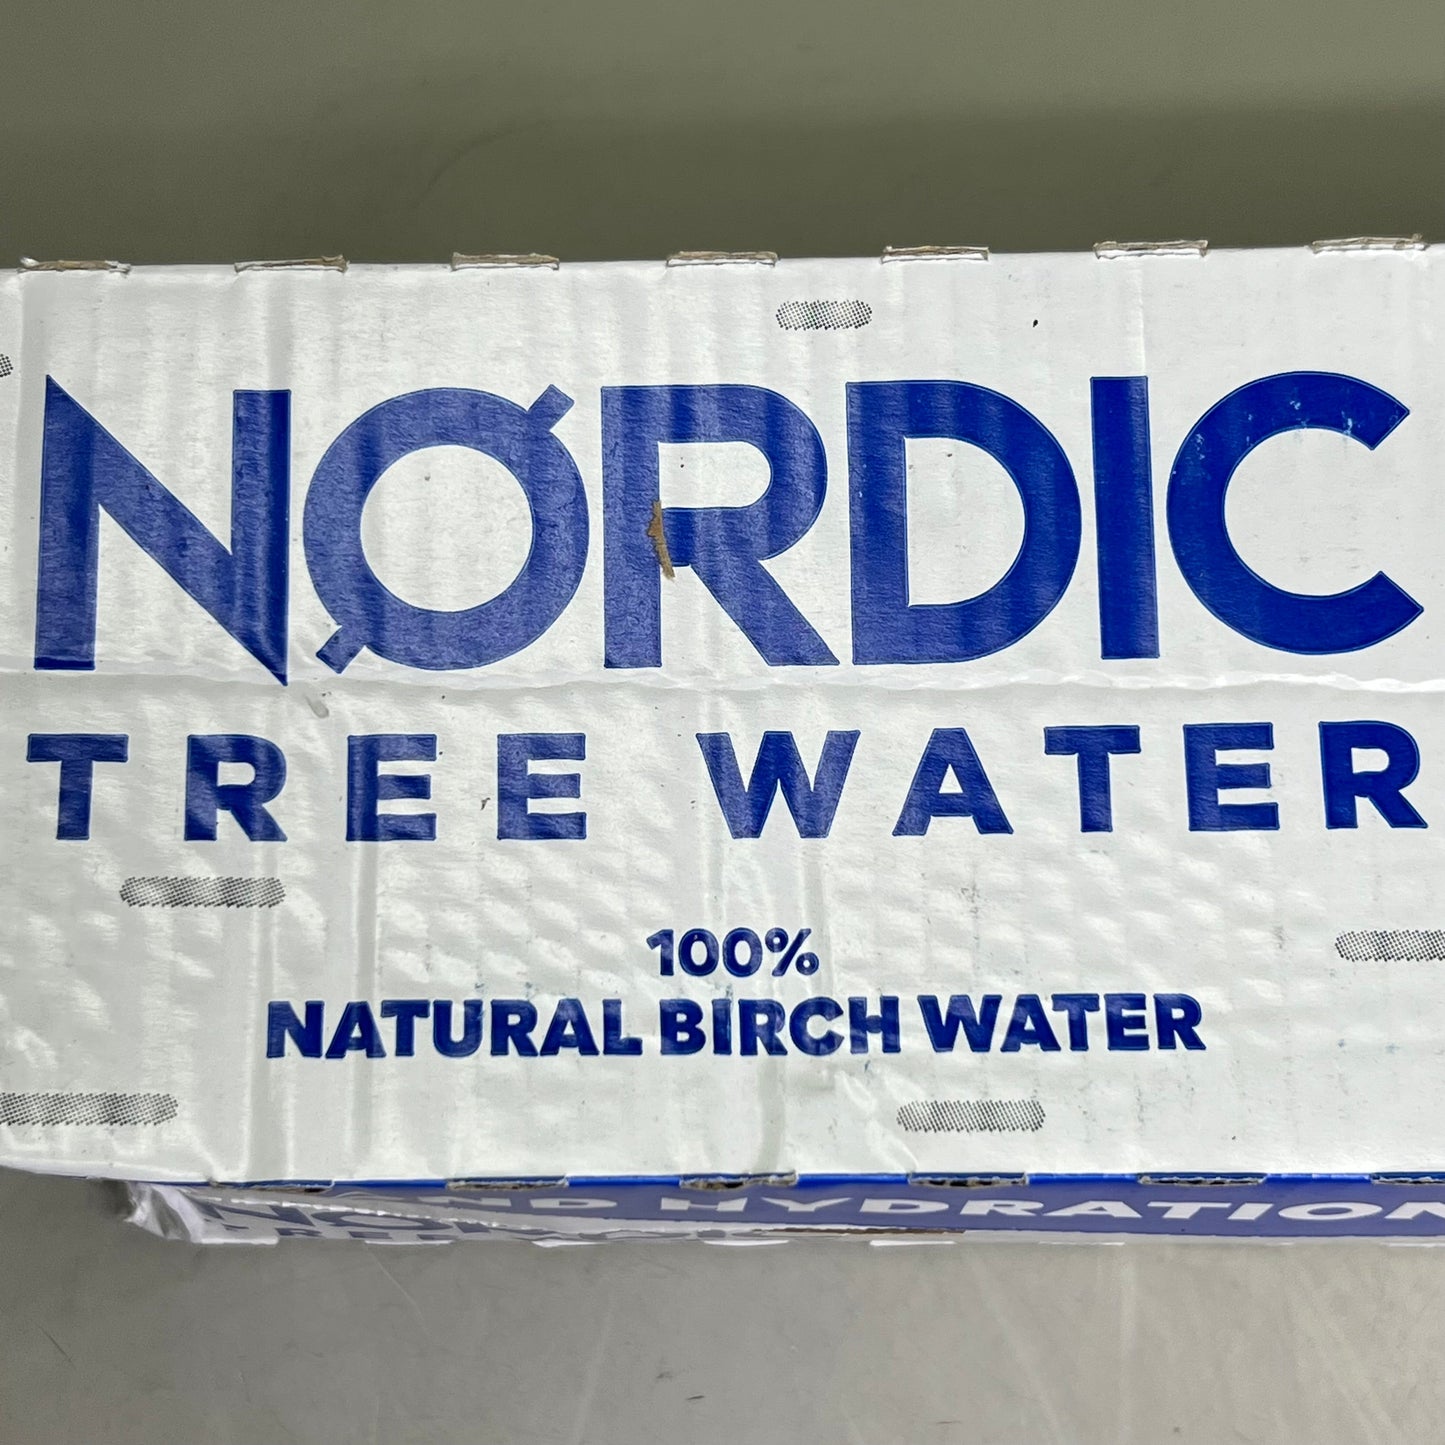 NØRDIC
TREE WATER
100%
NATURAL BIRCH WATER
HYDRATION